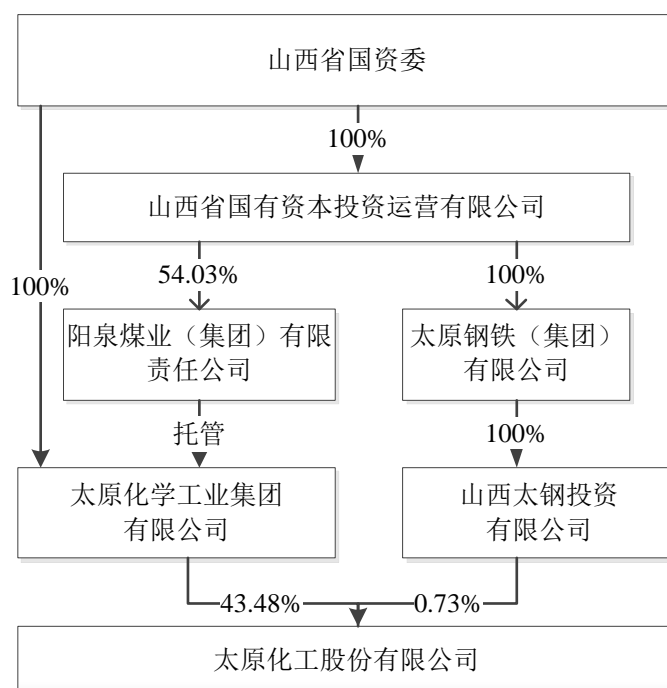 山西省国资委
100%
山西省国有资本投资运营有限公司
54.03%
100%
100%
阳泉煤业（集团）有限
责任公司
太原钢铁（集团）
有限公司
托管
100%
太原化学工业集团
有限公司
山西太钢投资
有限公司
43.48%
0.73%
太原化工股份有限公司